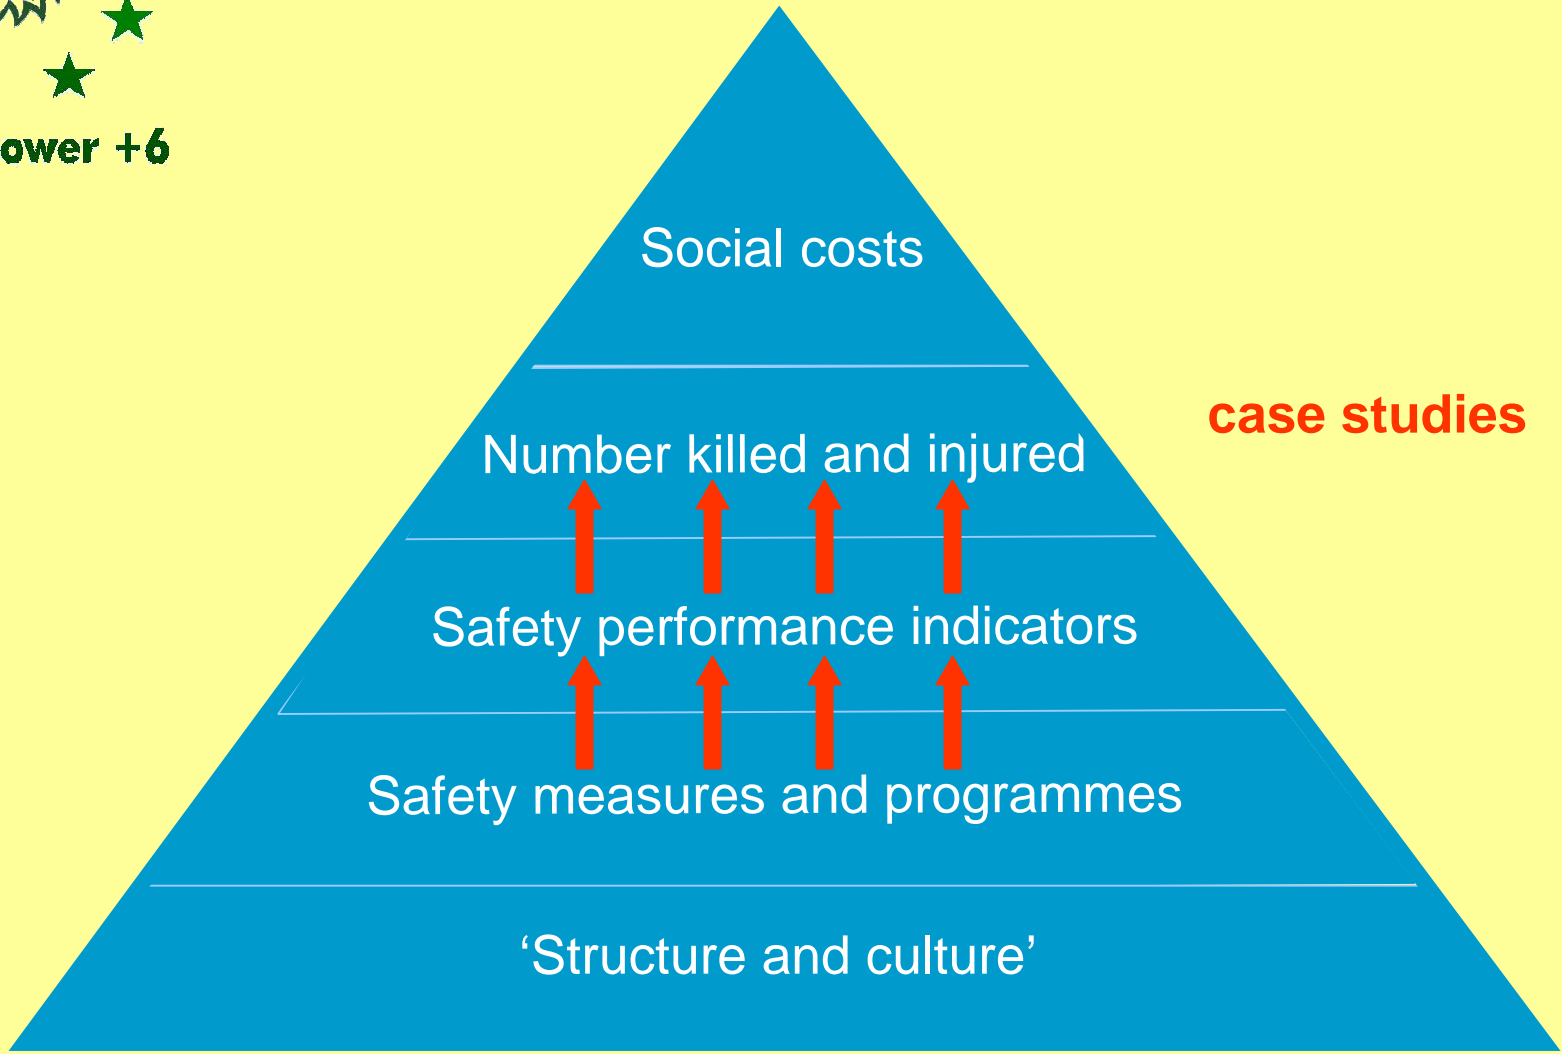 ower +6
Social costs
case studies
Number killed and injured
Safety performance indicators
Safety measures and programmes
‘Structure and culture’